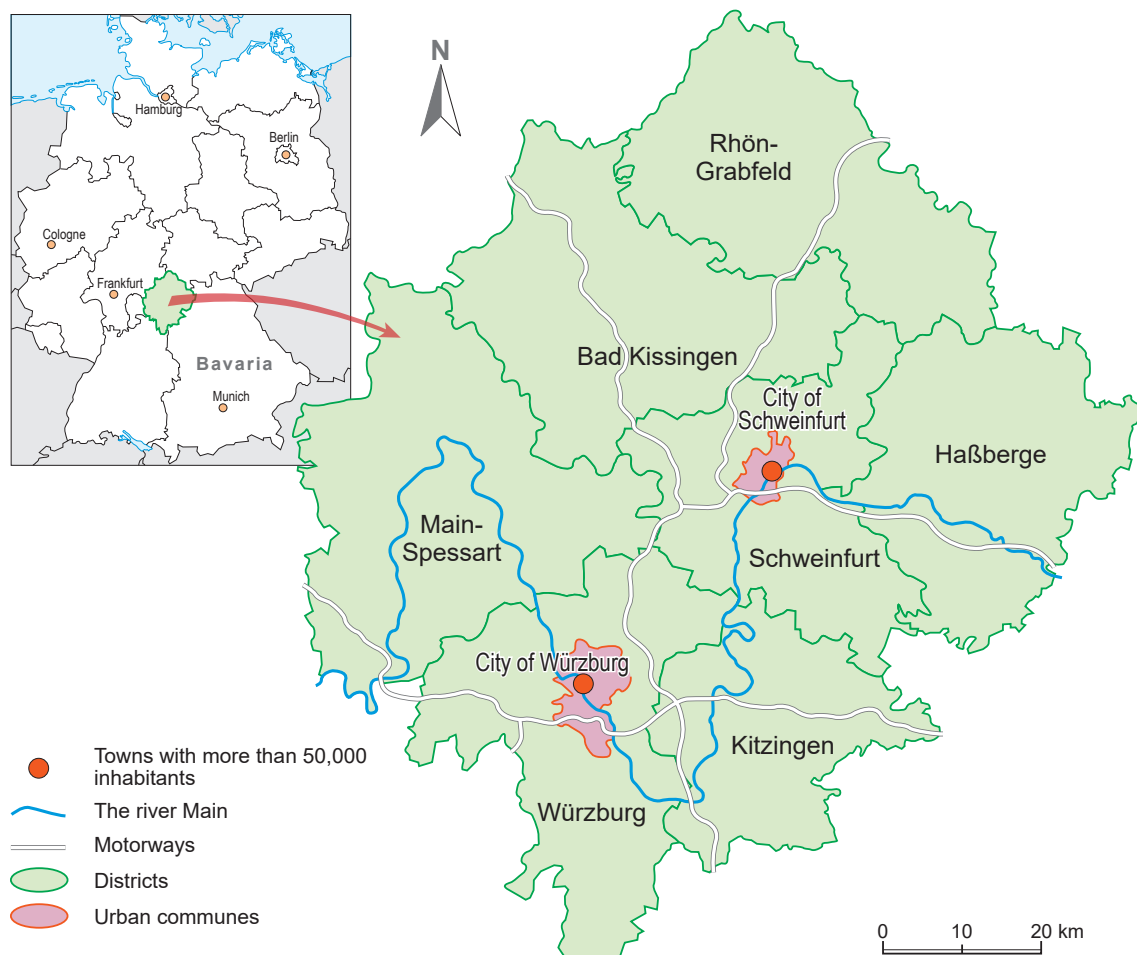 Hamburg
Berlin
Cologne
Frankfurt
Bavaria
Munich
N
Rhön-
Grabfeld
Bad Kissingen
City of
Schweinfurt
Haßberge
Main-
Spessart
Schweinfurt
City of Würzburg
Kitzingen
Würzburg
Towns with more than 50,000
inhabitants
The river Main
Motorways
Districts
Urban communes
0 10 20 km